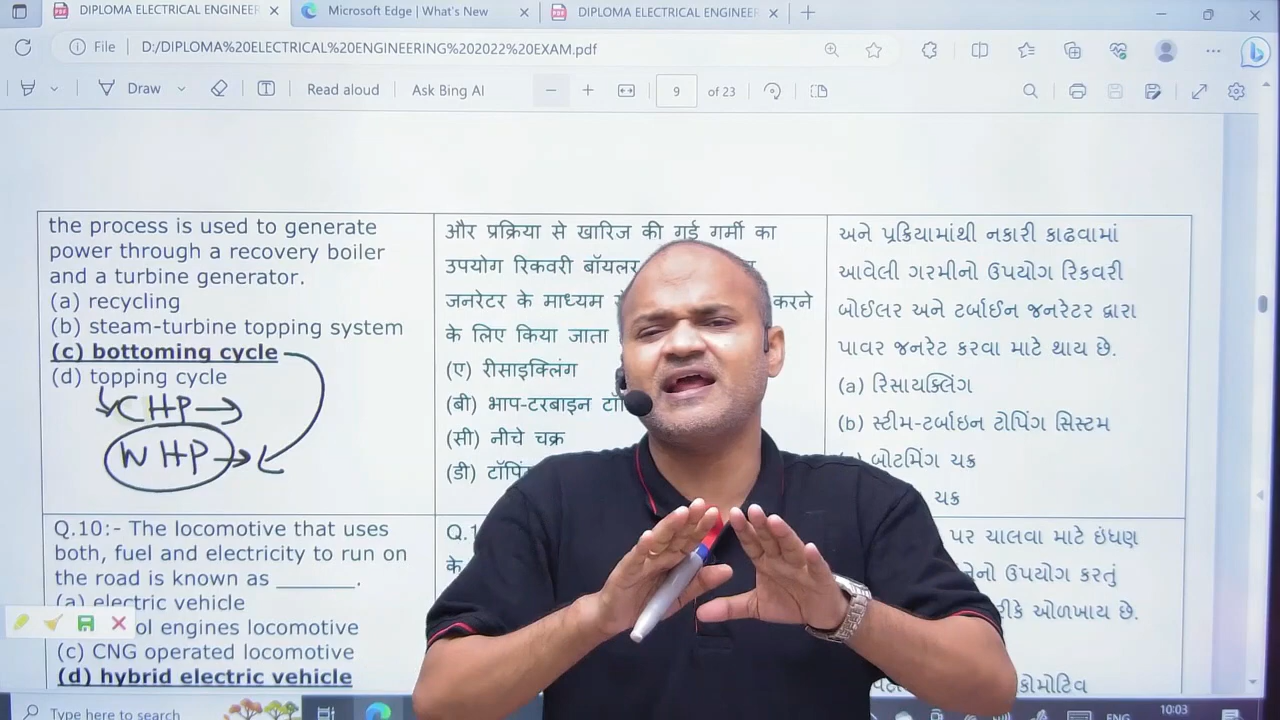 DIPLOMA ELECTRICAL ENGINEER
Microsoft Edge | What's New
DIPLOMA ELECTRICAL ENGINEER
File
D:/DIPLOMA%20ELECTRICAL%20ENGINEERING%202022%20EXAM.pdf
Draw
Read aloud
Ask Bing AI
9
of 23
the process is used to generate
power through a recovery boiler
and a turbine generator.
(a) recycling
(b) steam-turbine topping system
(c) bottoming cycle
(d) topping cycle
CHP
WHP
Q.10:- The locomotive that uses
both, fuel and electricity to run on
the road is known as _______.
(a) electric vehicle
engines locomotive
(c) CNG operated locomotive
(d) hybrid electric vehicle
और प्रक्रिया से खारिज की गई गर्मी का
उपयोग रिकवरी बॉयलर
जनरेटर के माध्यम करने
के लिए किया जाता
(ए) रीसाइक्लिंग
(बी) भाप-टरबाइन
(सी) नीचे चक्र
(डी)
के
અને પ્રક્રિયામાંથી નકારી કાઢવામાં
આવેલી ગરમીનો ઉપયોગ રિકવરી
બોઈલર અને ટર્બાઈન જનરેટર દ્વારા
પાવર જનરેટ કરવા માટે થાય છે.
(a) રિસાયક્લિંગ
(b) સ્ટીમ-ટર્બાઇન ટોપિંગ સિસ્ટમ
બોટમિંગ ચક્ર
ચક્ર
પર ચાલવા માટે ઇંધણ
ઉપયોગ કરતું
ઓળખાય છે.
Type here to search
ENG
10:03